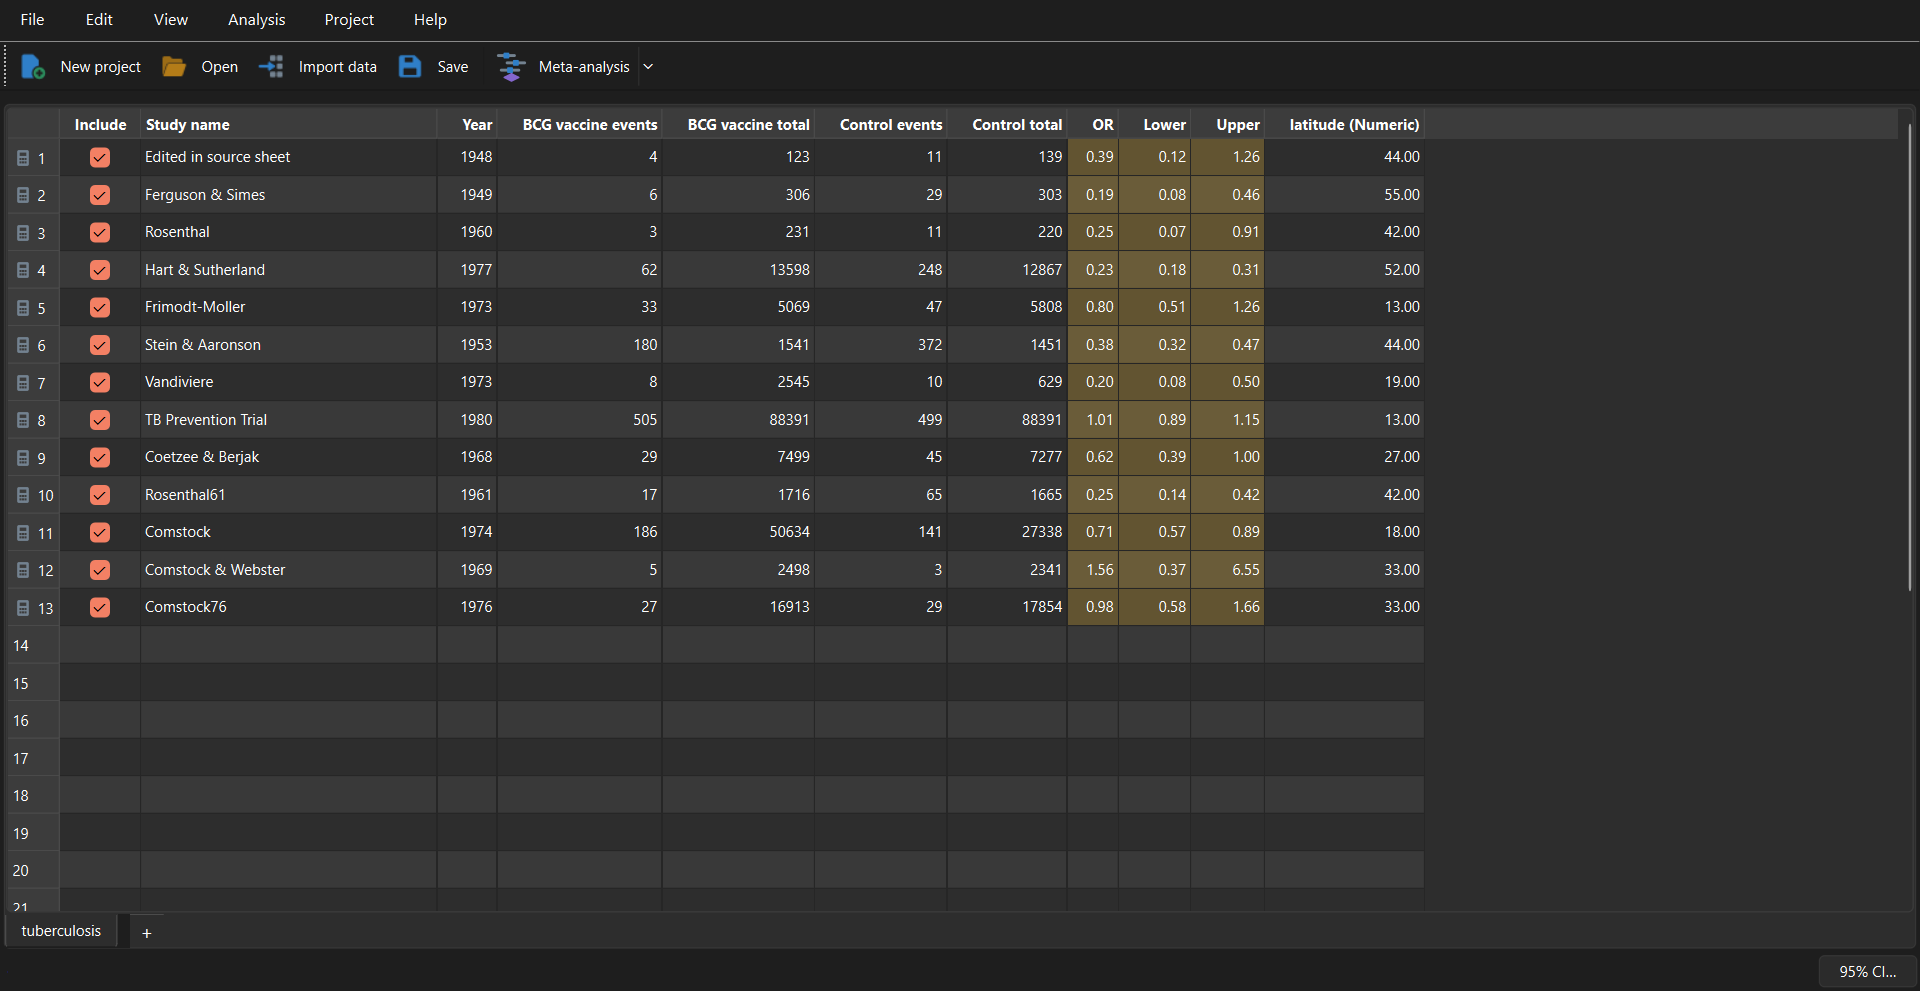 File Edit View Analysis Project Help
New project Open Import data Save Meta-analysis
Include Study name Year BCG vaccine events BCG vaccine total Control events Control total OR Lower Upper latitude (Numeric)
1 Edited in source sheet 1948 4 123 11 139 0.39 0.12 1.26 44.00
2 Ferguson & Simes 1949 6 306 29 303 0.19 0.08 0.46 55.00
3 Rosenthal 1960 3 231 11 220 0.25 0.07 0.91 42.00
4 Hart & Sutherland 1977 62 13598 248 12867 0.23 0.18 0.31 52.00
5 Frimodt-Moller 1973 33 5069 47 5808 0.80 0.51 1.26 13.00
6 Stein & Aaronson 1953 180 1541 372 1451 0.38 0.32 0.47 44.00
7 Vandiviere 1973 8 2545 10 629 0.20 0.08 0.50 19.00
8 TB Prevention Trial 1980 505 88391 499 88391 1.01 0.89 1.15 13.00
9 Coetzee & Berjak 1968 29 7499 45 7277 0.62 0.39 1.00 27.00
10 Rosenthal61 1961 17 1716 65 1665 0.25 0.14 0.42 42.00
11 Comstock 1974 186 50634 141 27338 0.71 0.57 0.89 18.00
12 Comstock & Webster 1969 5 2498 3 2341 1.56 0.37 6.55 33.00
13 Comstock76 1976 27 16913 29 17854 0.98 0.58 1.66 33.00
14
15
16
17
18
19
20
21
tuberculosis +
95% CI...